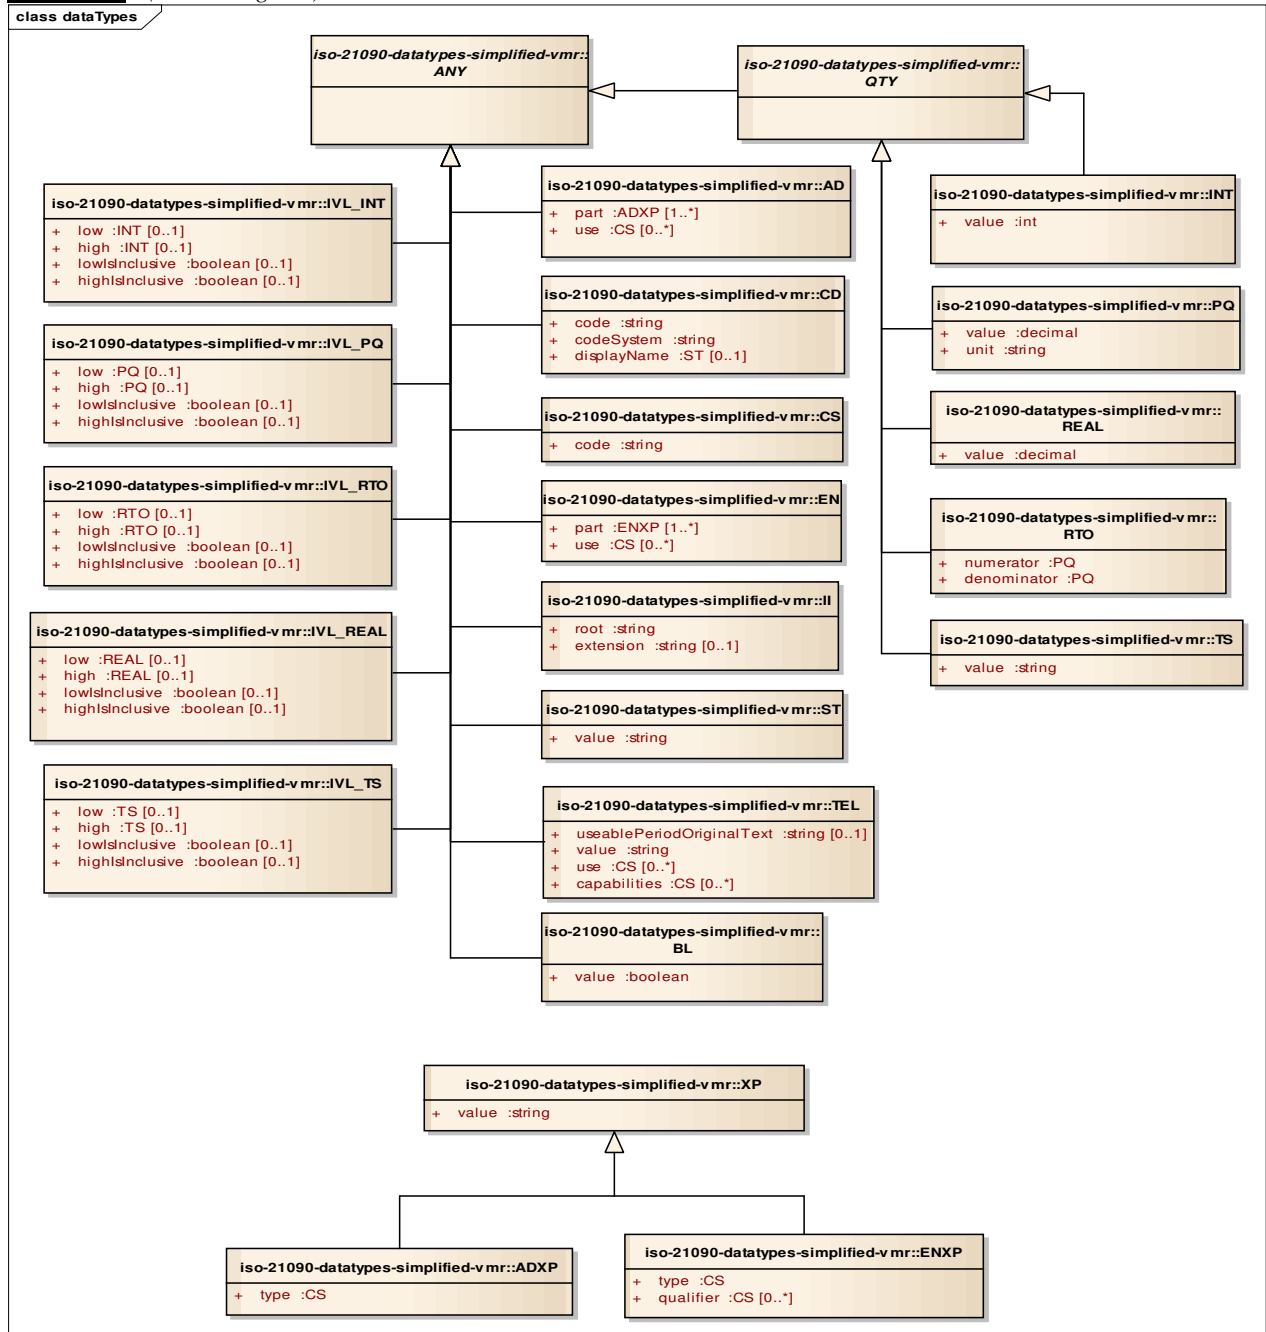 class dataTypes
iso-21090-datatypes-simplified-vmr::
ANY
iso-21090-datatypes-simplified-vmr::
QTY
iso-21090-datatypes-simplified-vmr::IVL_INT
+ low :INT [0..1]
+ high :INT [0..1]
+ lowIsInclusive :boolean [0..1]
+ highIsInclusive :boolean [0..1]
iso-21090-datatypes-simplified-vmr::IVL_PQ
+ low :PQ [0..1]
+ high :PQ [0..1]
+ lowIsInclusive :boolean [0..1]
+ highIsInclusive :boolean [0..1]
iso-21090-datatypes-simplified-vmr::IVL_RTO
+ low :RTO [0..1]
+ high :RTO [0..1]
+ lowIsInclusive :boolean [0..1]
+ highIsInclusive :boolean [0..1]
iso-21090-datatypes-simplified-vmr::IVL_REAL
+ low :REAL [0..1]
+ high :REAL [0..1]
+ lowIsInclusive :boolean [0..1]
+ highIsInclusive :boolean [0..1]
iso-21090-datatypes-simplified-vmr::IVL_TS
+ low :TS [0..1]
+ high :TS [0..1]
+ lowIsInclusive :boolean [0..1]
+ highIsInclusive :boolean [0..1]
iso-21090-datatypes-simplified-vmr::AD
+ part :ADXP [1..*]
+ use :CS [0..*]
iso-21090-datatypes-simplified-vmr::CD
+ code :string
+ codeSystem :string
+ displayName :ST [0..1]
iso-21090-datatypes-simplified-vmr::CS
+ code :string
iso-21090-datatypes-simplified-vmr::EN
+ part :ENXP [1..*]
+ use :CS [0..*]
iso-21090-datatypes-simplified-vmr::II
+ root :string
+ extension :string [0..1]
iso-21090-datatypes-simplified-vmr::ST
+ value :string
iso-21090-datatypes-simplified-vmr::TEL
+ useablePeriodOriginalText :string [0..1]
+ value :string
+ use :CS [0..*]
+ capabilities :CS [0..*]
iso-21090-datatypes-simplified-vmr::
BL
+ value :boolean
iso-21090-datatypes-simplified-vmr::INT
+ value :int
iso-21090-datatypes-simplified-vmr::PQ
+ value :decimal
+ unit :string
iso-21090-datatypes-simplified-vmr::
REAL
+ value :decimal
iso-21090-datatypes-simplified-vmr::
RTO
+ numerator :PQ
+ denominator :PQ
iso-21090-datatypes-simplified-vmr::TS
+ value :string
iso-21090-datatypes-simplified-vmr::XP
+ value :string
iso-21090-datatypes-simplified-vmr::ADXP
+ type :CS
iso-21090-datatypes-simplified-vmr::ENXP
+ type :CS
+ qualifier :CS [0..*]